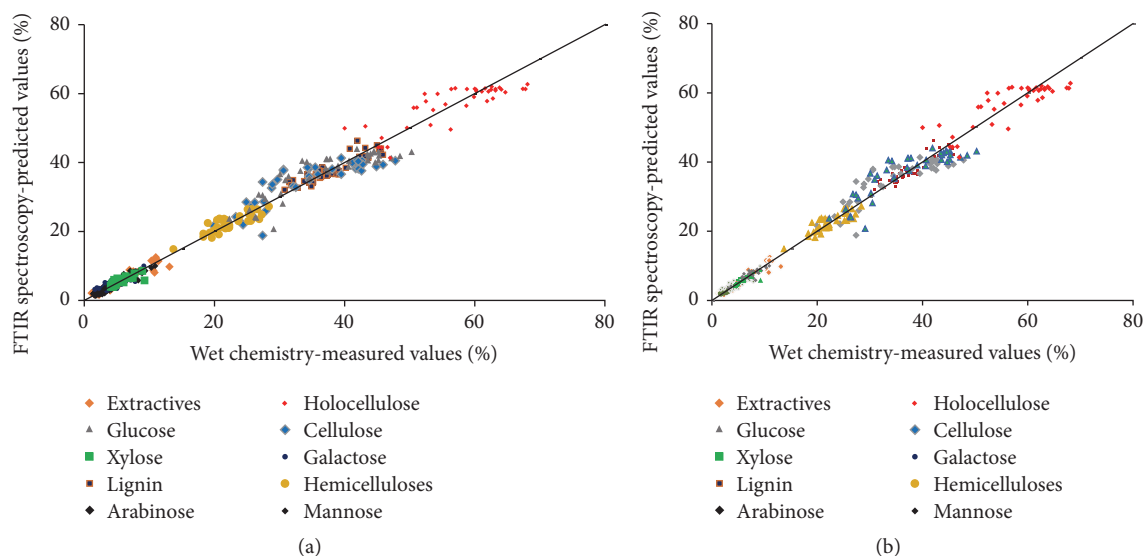 FTIR spectroscopy-predicted values (%)
80
60
40
20
0
0 20 40 60 80
Wet chemistry-measured values (%)
Extractives Holocellulose
Glucose Cellulose
Xylose Galactose
Lignin Hemicelluloses
Arabinose Mannose
(a)
FTIR spectroscopy-predicted values (%)
80
60
40
20
0
0 20 40 60 80
Wet chemistry-measured values (%)
Extractives Holocellulose
Glucose Cellulose
Xylose Galactose
Lignin Hemicelluloses
Arabinose Mannose
(b)